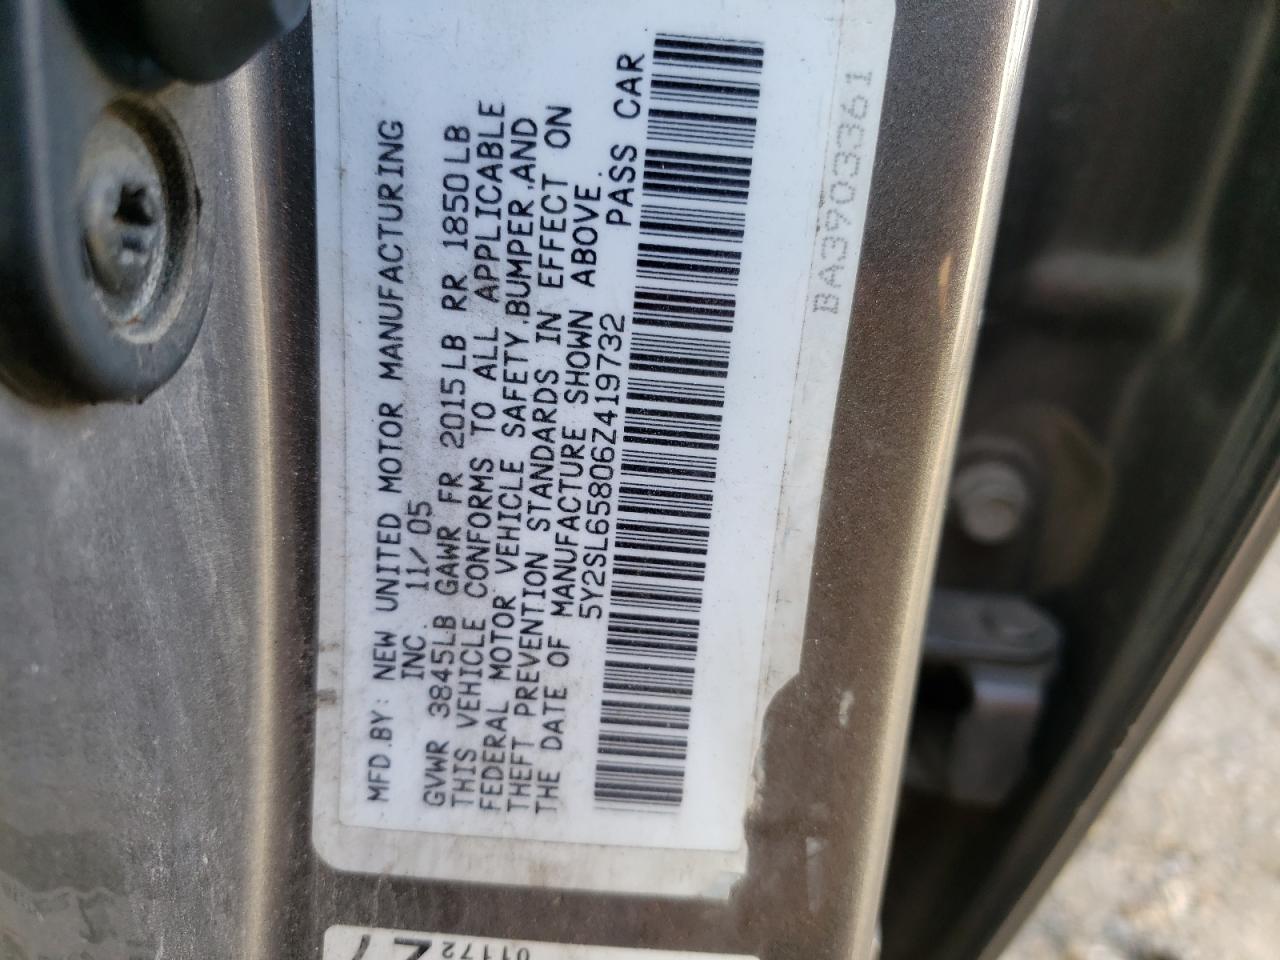 MFD.BY: NEW UNITED MOTOR MANUFACTURING
INC. 11/05
GVWR 3845LB GAWR FR 2015LB RR 1850LB
THIS VEHICLE CONFORMS TO ALL APPLICABLE
FEDERAL MOTOR VEHICLE SAFETY,BUMPER,AND
THEFT PREVENTION STANDARDS IN EFFECT ON
THE DATE OF MANUFACTURE SHOWN ABOVE.
5Y2SL65806Z419732 PASS CAR
BA3903361